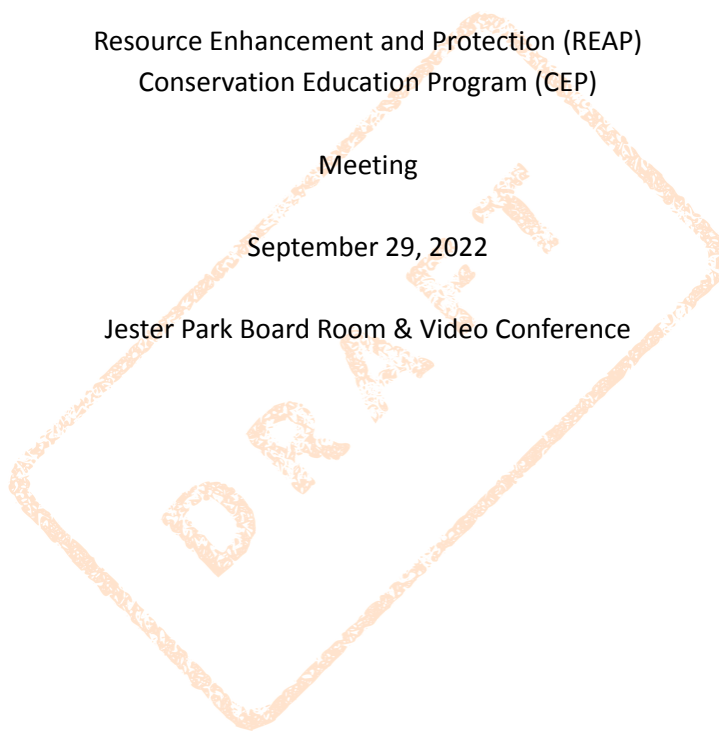 Resource Enhancement and Protection (REAP)
Conservation Education Program (CEP)
Meeting
September 29, 2022
Jester Park Board Room & Video Conference
DRAFT